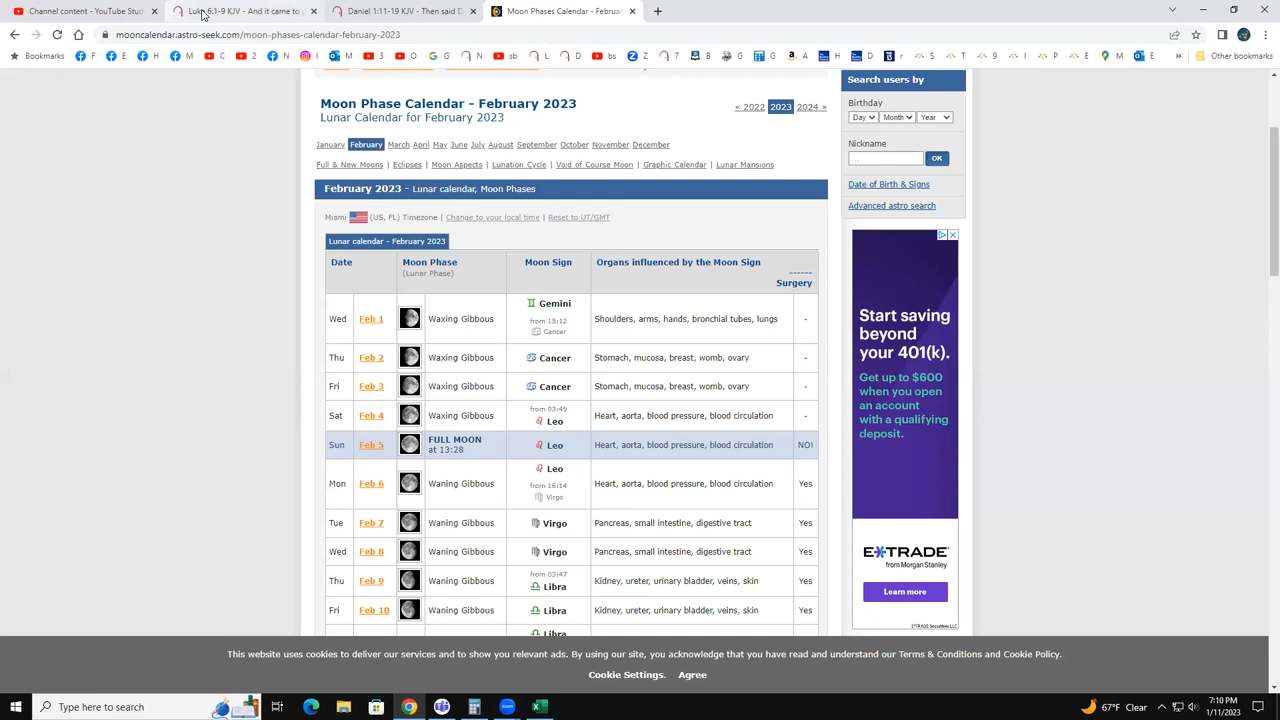 Channel content - YouTube Studi
Luke 6:1-19 KJV - And it came to p
Daniel 1:11-19 KJV - Then said D
Moon Phases Calendar - Februar
mooncalendar.astro-seek.com/moon-phases-calendar-february-2023
Bookmarks F E F H M N I M 3 O bs L D bs Z 7 B G M G A H D r S T N 9 I P E M » Other bookmarks
Moon Phase Calendar - February 2023
« 2022 2023 2024 »
Lunar Calendar for February 2023
January February March April May June July August September October November December
Full & New Moons | Eclipses | Moon Aspects | Lunation Cycle | Void of Course Moon | Graphic Calendar | Lunar Mansions
February 2023 - Lunar calendar, Moon Phases
Miami (US, FL) Timezone | Change to your local time | Reset to UT/GMT
Lunar calendar - February 2023
Date Moon Phase (Lunar Phase) Moon Sign Organs influenced by the Moon Sign ------ Surgery
Wed Feb 1 Waxing Gibbous ♊ Gemini from 15:12 ♋ Cancer Shoulders, arms, hands, bronchial tubes, lungs -
Thu Feb 2 Waxing Gibbous ♋ Cancer Stomach, mucosa, breast, womb, ovary -
Fri Feb 3 Waxing Gibbous ♋ Cancer Stomach, mucosa, breast, womb, ovary -
Sat Feb 4 Waxing Gibbous from 03:49 ♌ Leo Heart, aorta, blood pressure, blood circulation -
Sun Feb 5 FULL MOON at 13:28 ♌ Leo Heart, aorta, blood pressure, blood circulation NO!
Mon Feb 6 Waning Gibbous ♌ Leo from 16:14 ♍ Virgo Heart, aorta, blood pressure, blood circulation Yes
Tue Feb 7 Waning Gibbous ♍ Virgo Pancreas, small intestine, digestive tract Yes
Wed Feb 8 Waning Gibbous ♍ Virgo Pancreas, small intestine, digestive tract Yes
Thu Feb 9 Waning Gibbous from 03:47 ♎ Libra Kidney, ureter, urinary bladder, veins, skin Yes
Fri Feb 10 Waning Gibbous ♎ Libra Kidney, ureter, urinary bladder, veins, skin Yes
Libra
Search users by
Birthday
Day Month Year
Nickname
... OK
Date of Birth & Signs
Advanced astro search
Start saving
beyond
your 401(k).
Get up to $600
when you open
an account
with a qualifying
deposit.
E*TRADE
from Morgan Stanley
Learn more
E*TRADE Securities LLC
This website uses cookies to deliver our services and to show you relevant ads. By using our site, you acknowledge that you have read and understand our Terms & Conditions and Cookie Policy.
Cookie Settings. Agree
Type here to search
67°F Clear
7:10 PM
1/11/2023